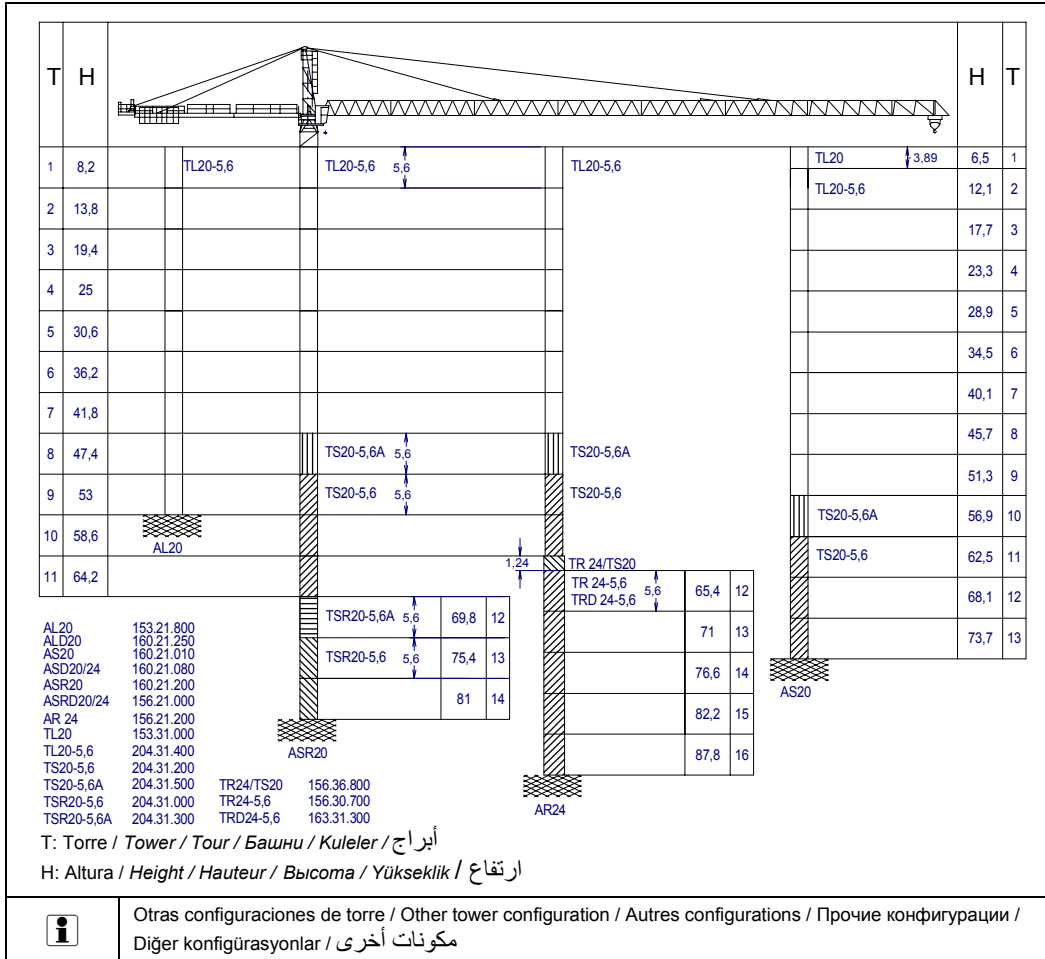 T H H T
1 8,2 TL20-5,6 TL20-5,6 5,6 TL20-5,6 TL20 3,89 6,5 1
2 13,8 TL20-5,6 12,1 2
3 19,4 17,7 3
4 25 23,3 4
5 30,6 28,9 5
6 36,2 34,5 6
7 41,8 40,1 7
8 47,4 TS20-5,6A 5,6 TS20-5,6A 45,7 8
9 53 TS20-5,6 5,6 TS20-5,6 51,3 9
10 58,6 AL20 TS20-5,6A 56,9 10
11 64,2 1,24 TR 24/TS20 TS20-5,6 62,5 11
TR 24-5,6
TRD 24-5,6 5,6 65,4 12 68,1 12
TSR20-5,6A 5,6 69,8 12 71 13 73,7 13
TSR20-5,6 5,6 75,4 13 76,6 14 AS20
81 14 82,2 15
ASR20 87,8 16
AR24
AL20 153.21.800
ALD20 160.21.250
AS20 160.21.010
ASD20/24 160.21.080
ASR20 160.21.200
ASRD20/24 156.21.000
AR 24 156.21.200
TL20 153.31.000
TL20-5,6 204.31.400
TS20-5,6 204.31.200
TS20-5,6A 204.31.500 TR24/TS20 156.36.800
TSR20-5,6 204.31.000 TR24-5,6 156.30.700
TSR20-5,6A 204.31.300 TRD24-5,6 163.31.300
T: Torre / Tower / Tour / Башни / Kuleler / أبراج
H: Altura / Height / Hauteur / Высота / Yükseklik / ارتفاع
i Otras configuraciones de torre / Other tower configuration / Autres configurations / Прочие конфигурации /
Diğer konfigürasyonlar / مكونات أخرى